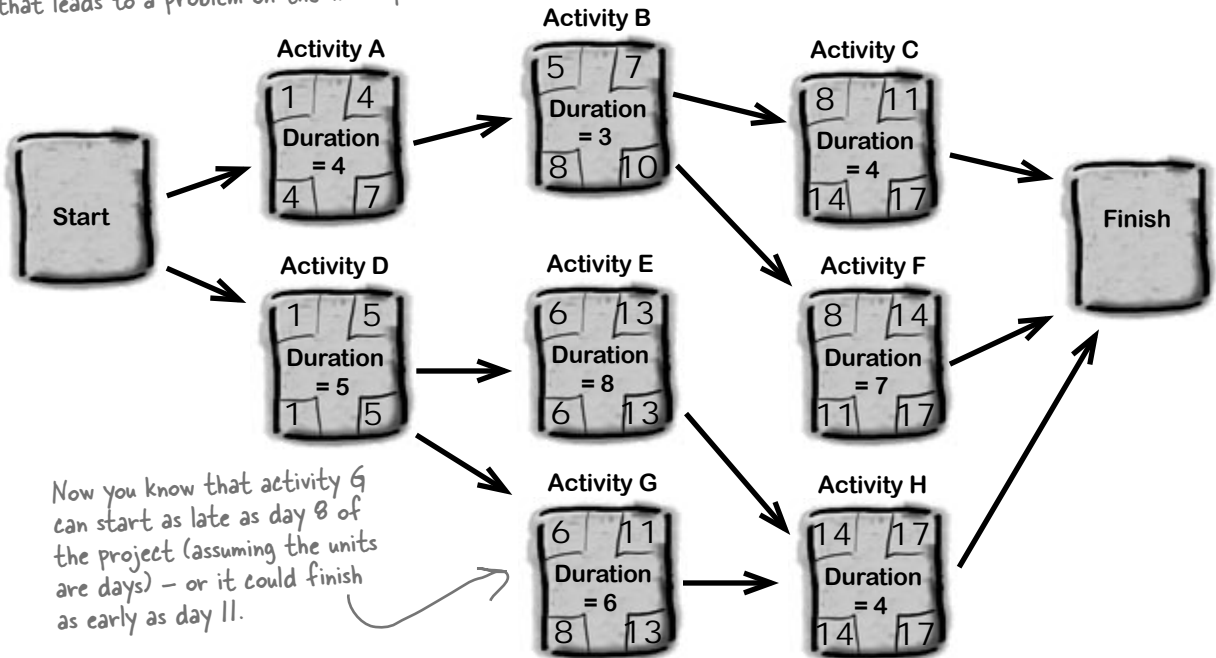 that leads to a problem on the
Activity A
1 4
Duration
= 4
4 7
Activity B
5 7
Duration
= 3
8 10
Activity C
8 11
Duration
= 4
14 17
Start
Finish
Activity D
1 5
Duration
= 5
1 5
Activity E
6 13
Duration
= 8
6 13
Activity F
8 14
Duration
= 7
11 17
Now you know that activity G
can start as late as day 8 of
the project (assuming the units
are days) – or it could finish
as early as day 11.
Activity G
6 11
Duration
= 6
8 13
Activity H
14 17
Duration
= 4
14 17